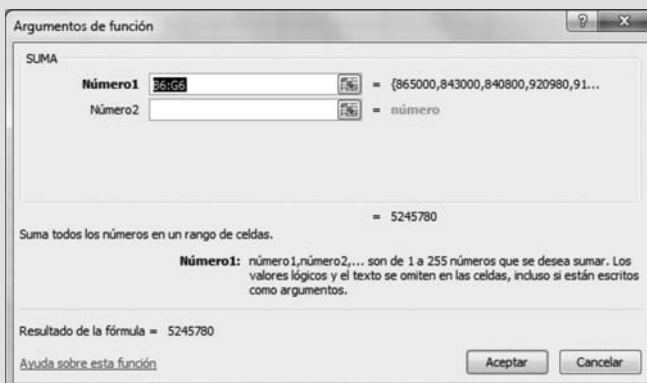 Argumentos de función
SUMA
Número1 B6:G6 = {865000,843000,840800,920980,91...
Número2 = número
= 5245780
Suma todos los números en un rango de celdas.
Número1: número1,número2,... son de 1 a 255 números que se desea sumar. Los
valores lógicos y el texto se omiten en las celdas, incluso si están escritos
como argumentos.
Resultado de la fórmula = 5245780
Ayuda sobre esta función
Aceptar
Cancelar